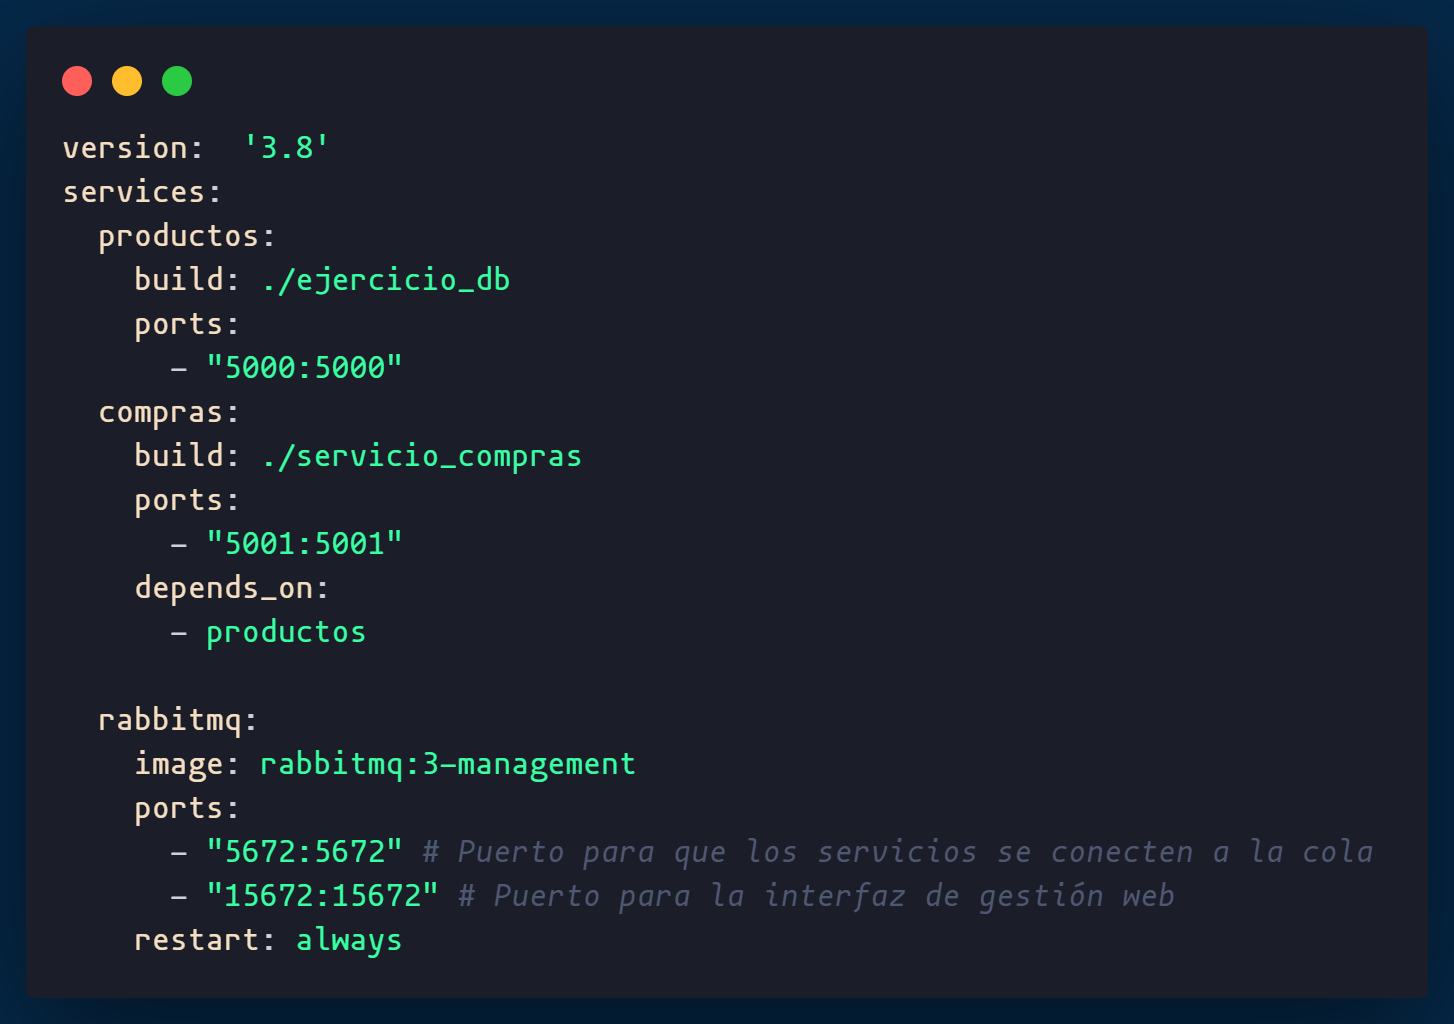 version:  '3.8'
services:
  productos:
    build: ./ejercicio_db
    ports:
      - "5000:5000"
  compras:
    build: ./servicio_compras
    ports:
      - "5001:5001"
    depends_on:
      - productos

  rabbitmq:
    image: rabbitmq:3-management
    ports:
      - "5672:5672" # Puerto para que los servicios se conecten a la cola
      - "15672:15672" # Puerto para la interfaz de gestión web
    restart: always